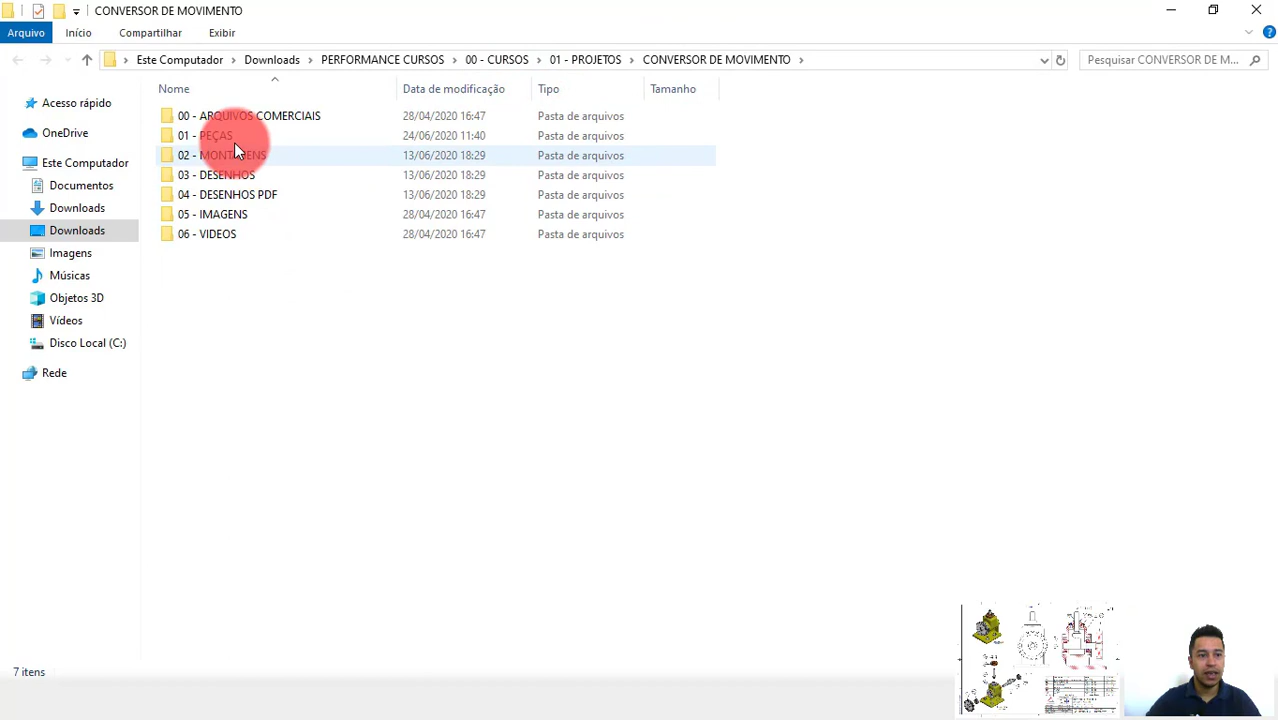 CONVERSOR DE MOVIMENTO
Arquivo Início Compartilhar Exibir
Este Computador Downloads PERFORMANCE CURSOS 00 - CURSOS 01 - PROJETOS CONVERSOR DE MOVIMENTO Pesquisar CONVERSOR DE M...
Nome Data de modificação Tipo Tamanho
00 - ARQUIVOS COMERCIAIS 28/04/2020 16:47 Pasta de arquivos
01 - PEÇAS 24/06/2020 11:40 Pasta de arquivos
02 - MONTAGENS 13/06/2020 18:29 Pasta de arquivos
03 - DESENHOS 13/06/2020 18:29 Pasta de arquivos
04 - DESENHOS PDF 13/06/2020 18:29 Pasta de arquivos
05 - IMAGENS 28/04/2020 16:47 Pasta de arquivos
06 - VIDEOS 28/04/2020 16:47 Pasta de arquivos
Acesso rápido
OneDrive
Este Computador
Documentos
Downloads
Downloads
Imagens
Músicas
Objetos 3D
Vídeos
Disco Local (C:)
Rede
7 itens